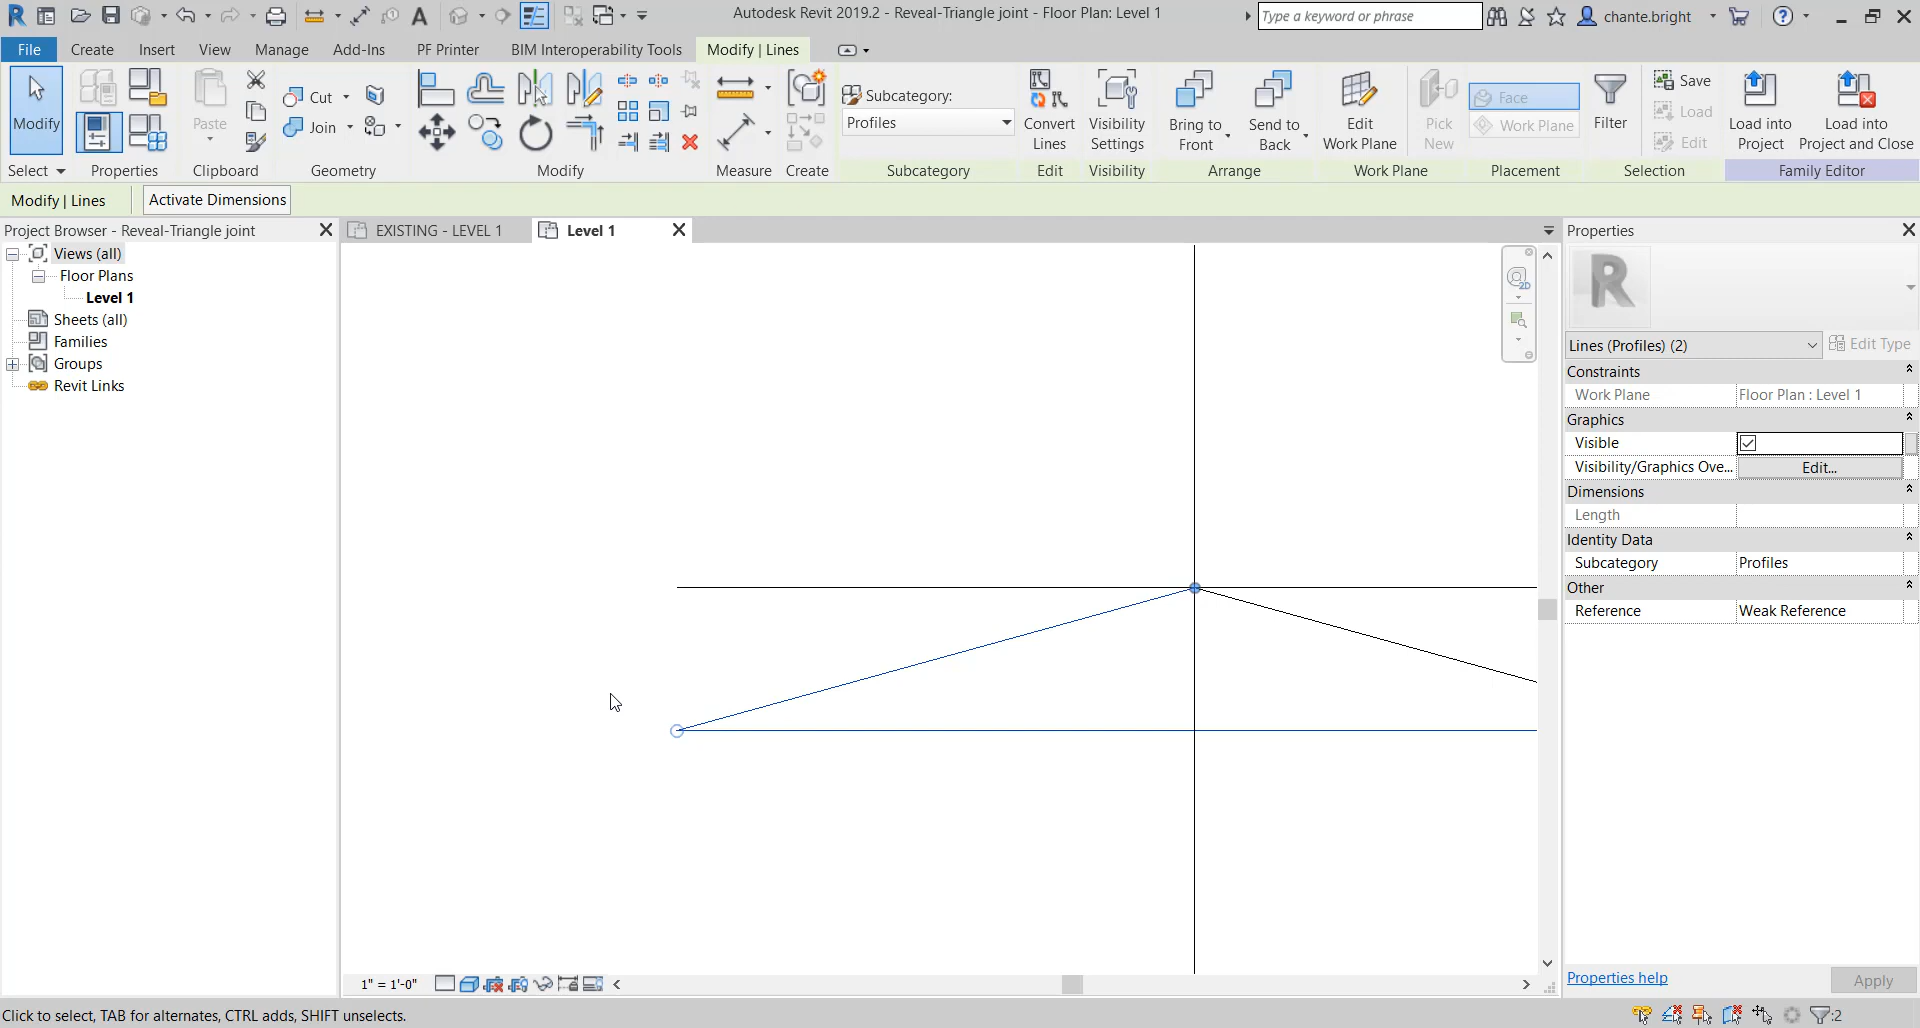 Autodesk Revit 2019.2 - Reveal-Triangle joint - Floor Plan: Level 1
Type a keyword or phrase
chante.bright
File
Create
Insert
View
Manage
Add-Ins
PF Printer
BIM Interoperability Tools
Modify | Lines
Modify
Paste
Cut
Join
Subcategory:
Profiles
Convert
Lines
Visibility
Settings
Bring to
Front
Send to
Back
Edit
Work Plane
Pick
New
Face
Work Plane
Filter
Save
Load
Edit
Load into
Project
Load into
Project and Close
Select
Properties
Clipboard
Geometry
Modify
Measure
Create
Subcategory
Edit
Visibility
Arrange
Work Plane
Placement
Selection
Family Editor
Modify | Lines
Activate Dimensions
Project Browser - Reveal-Triangle joint
Views (all)
Floor Plans
Level 1
Sheets (all)
Families
Groups
Revit Links
EXISTING - LEVEL 1
Level 1
2D
Properties
R
Lines (Profiles) (2)
Edit Type
Constraints
Work Plane
Floor Plan : Level 1
Graphics
Visible
Visibility/Graphics Ove...
Edit...
Dimensions
Length
Identity Data
Subcategory
Profiles
Other
Reference
Weak Reference
Properties help
Apply
1" = 1'-0"
Click to select, TAB for alternates, CTRL adds, SHIFT unselects.
:2